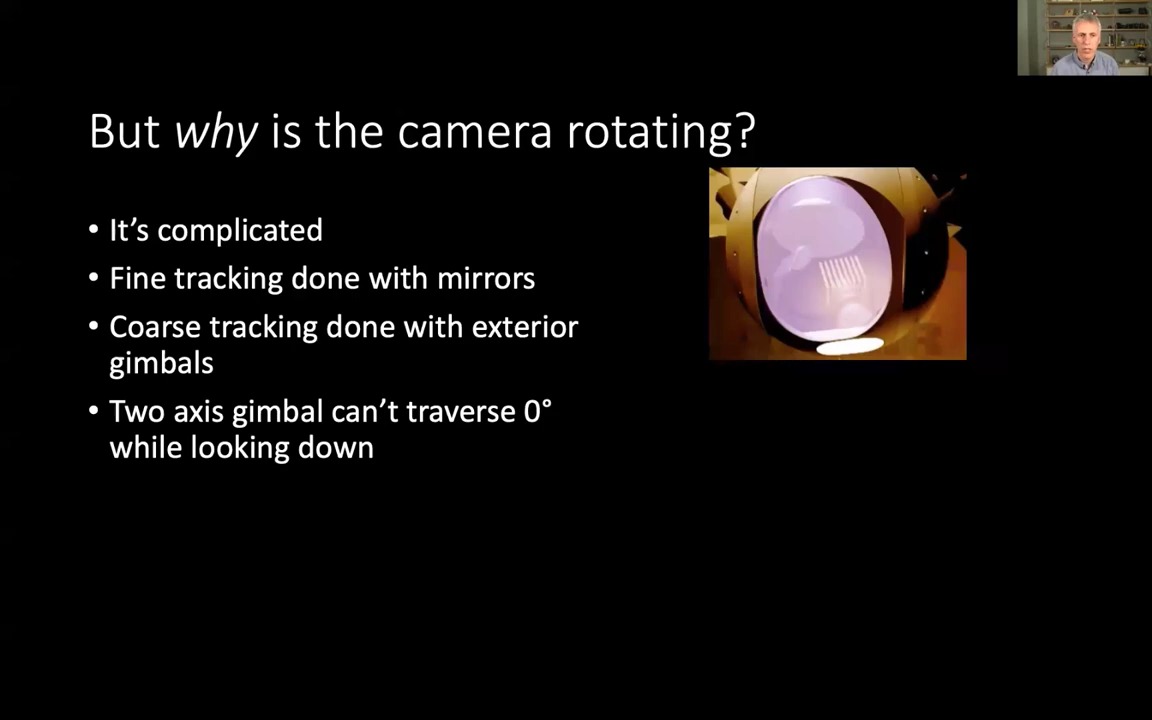 But why is the camera rotating?
• It’s complicated
• Fine tracking done with mirrors
• Coarse tracking done with exterior
gimbals
• Two axis gimbal can’t traverse 0°
while looking down